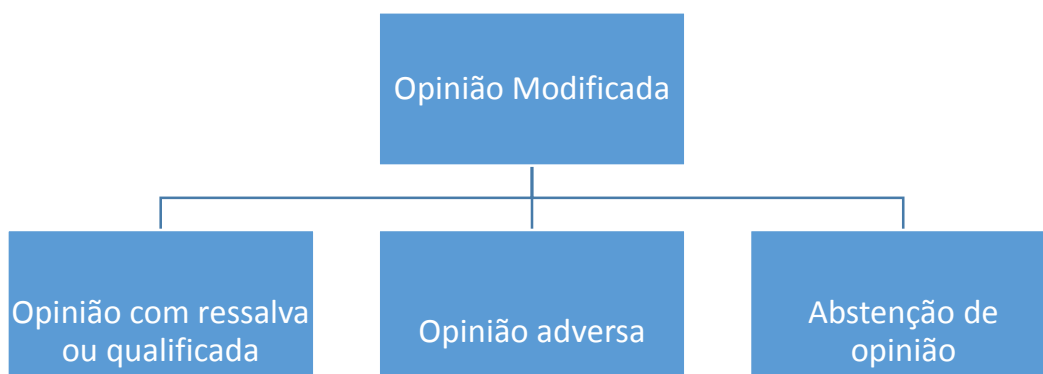 Opinião Modificada
Opinião com ressalva
ou qualificada
Opinião adversa
Abstenção de
opinião